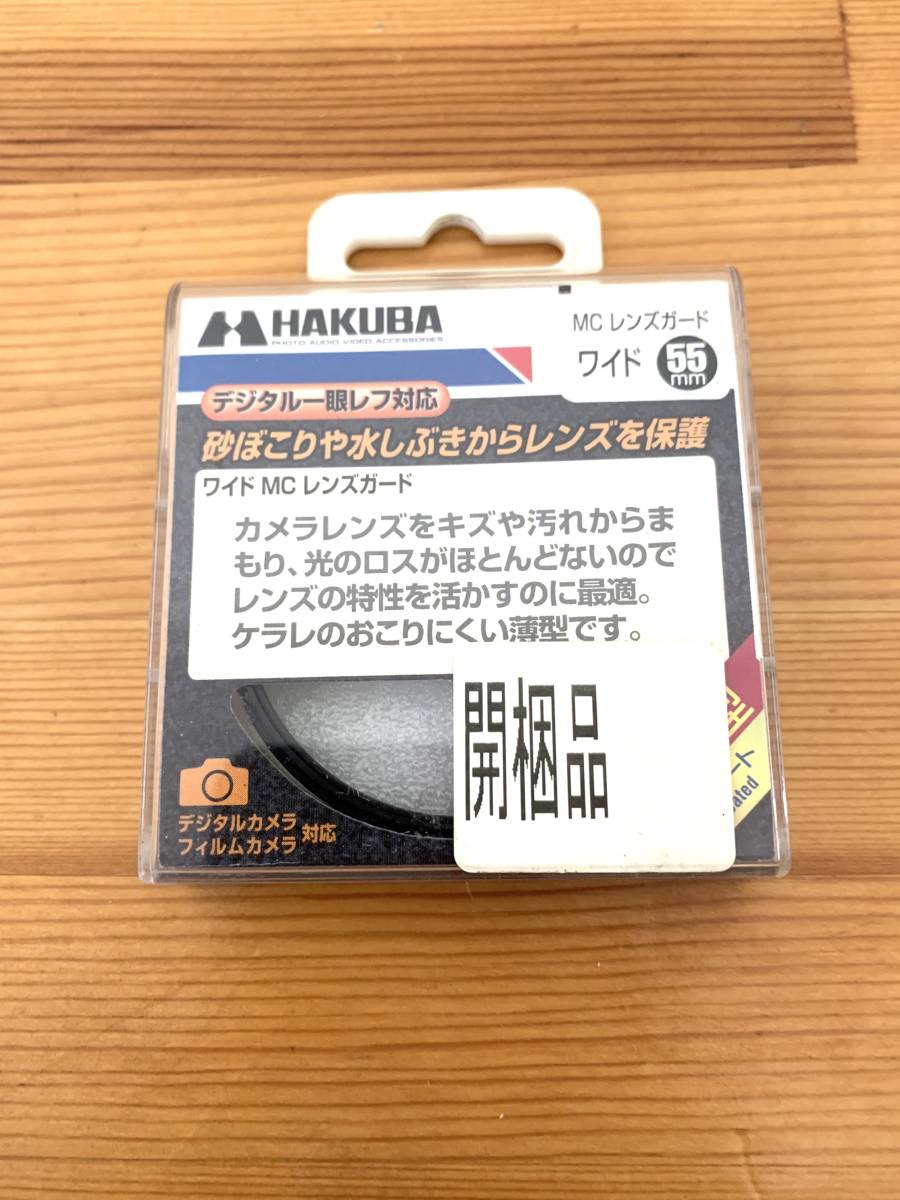 HAKUBA
PHOTO AUDIO VIDEO ACCESSORIES
MC レンズガード
ワイド 55mm
デジタル一眼レフ対応
砂ぼこりや水しぶきからレンズを保護
ワイド MC レンズガード
カメラレンズをキズや汚れからま
もり、光のロスがほとんどないので
レンズの特性を活かすのに最適。
ケラレのおこりにくい薄型です。
開梱品
デジタルカメラ
フィルムカメラ 対応